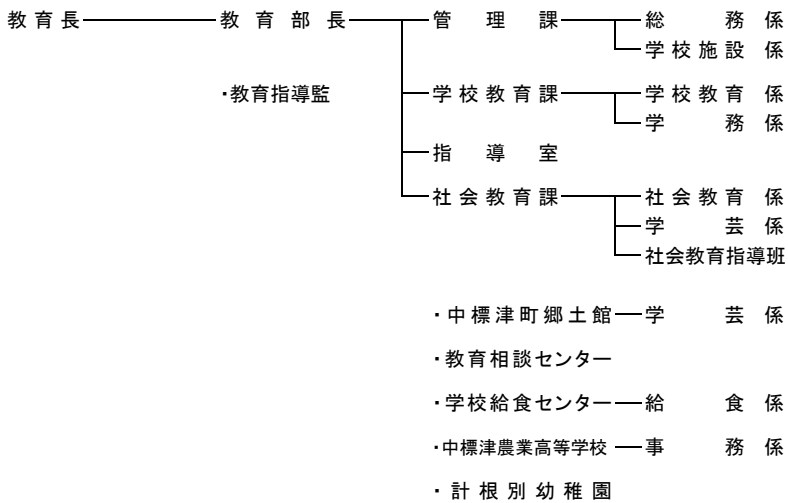 教育長 教育部長 管理課 総務係
学校施設係
・教育指導監 学校教育課 学校教育係
学務係
指導室
社会教育課 社会教育係
学芸係
社会教育指導班
・中標津町郷土館 学芸係
・教育相談センター
・学校給食センター 給食係
・中標津農業高等学校 事務係
・計根別幼稚園